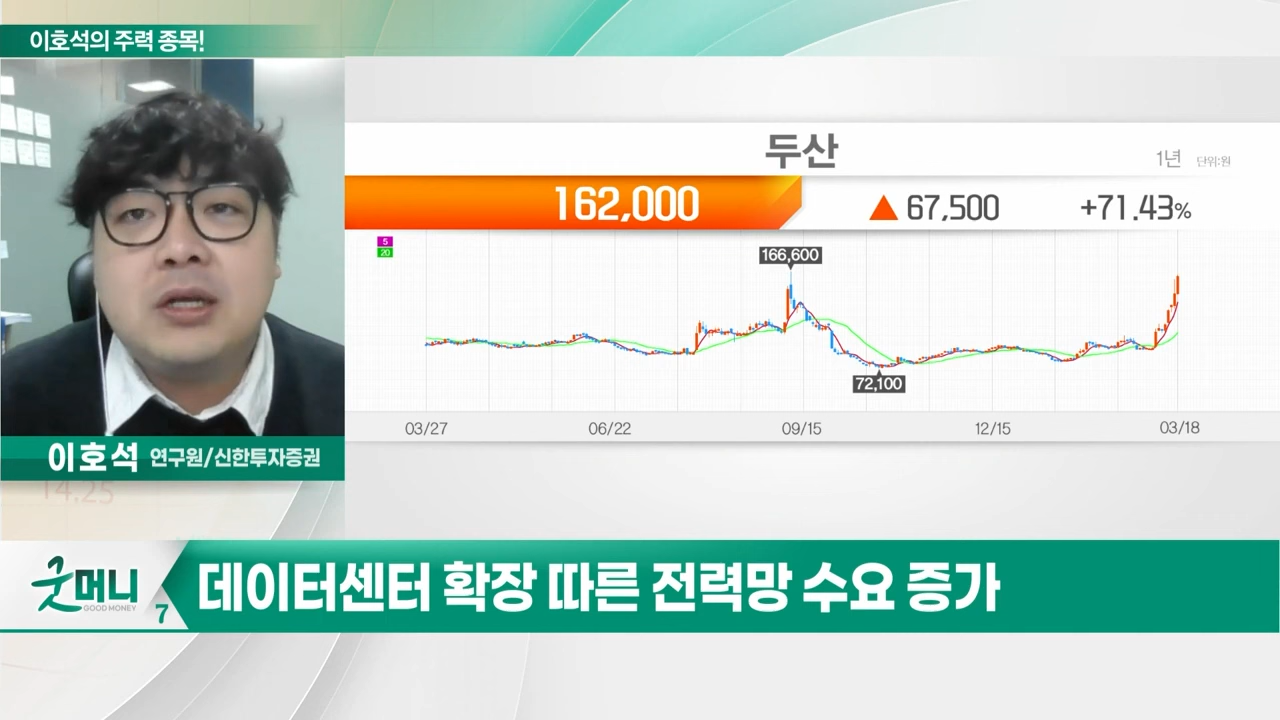 이호석의 주력 종목!
두산
1년 단위:원
162,000 ▲ 67,500 +71.43%
5
20
166,600
72,100
03/27 06/22 09/15 12/15 03/18
이호석 연구원/신한투자증권
14.25
굿머니 GOOD MONEY 7
데이터센터 확장 따른 전력망 수요 증가